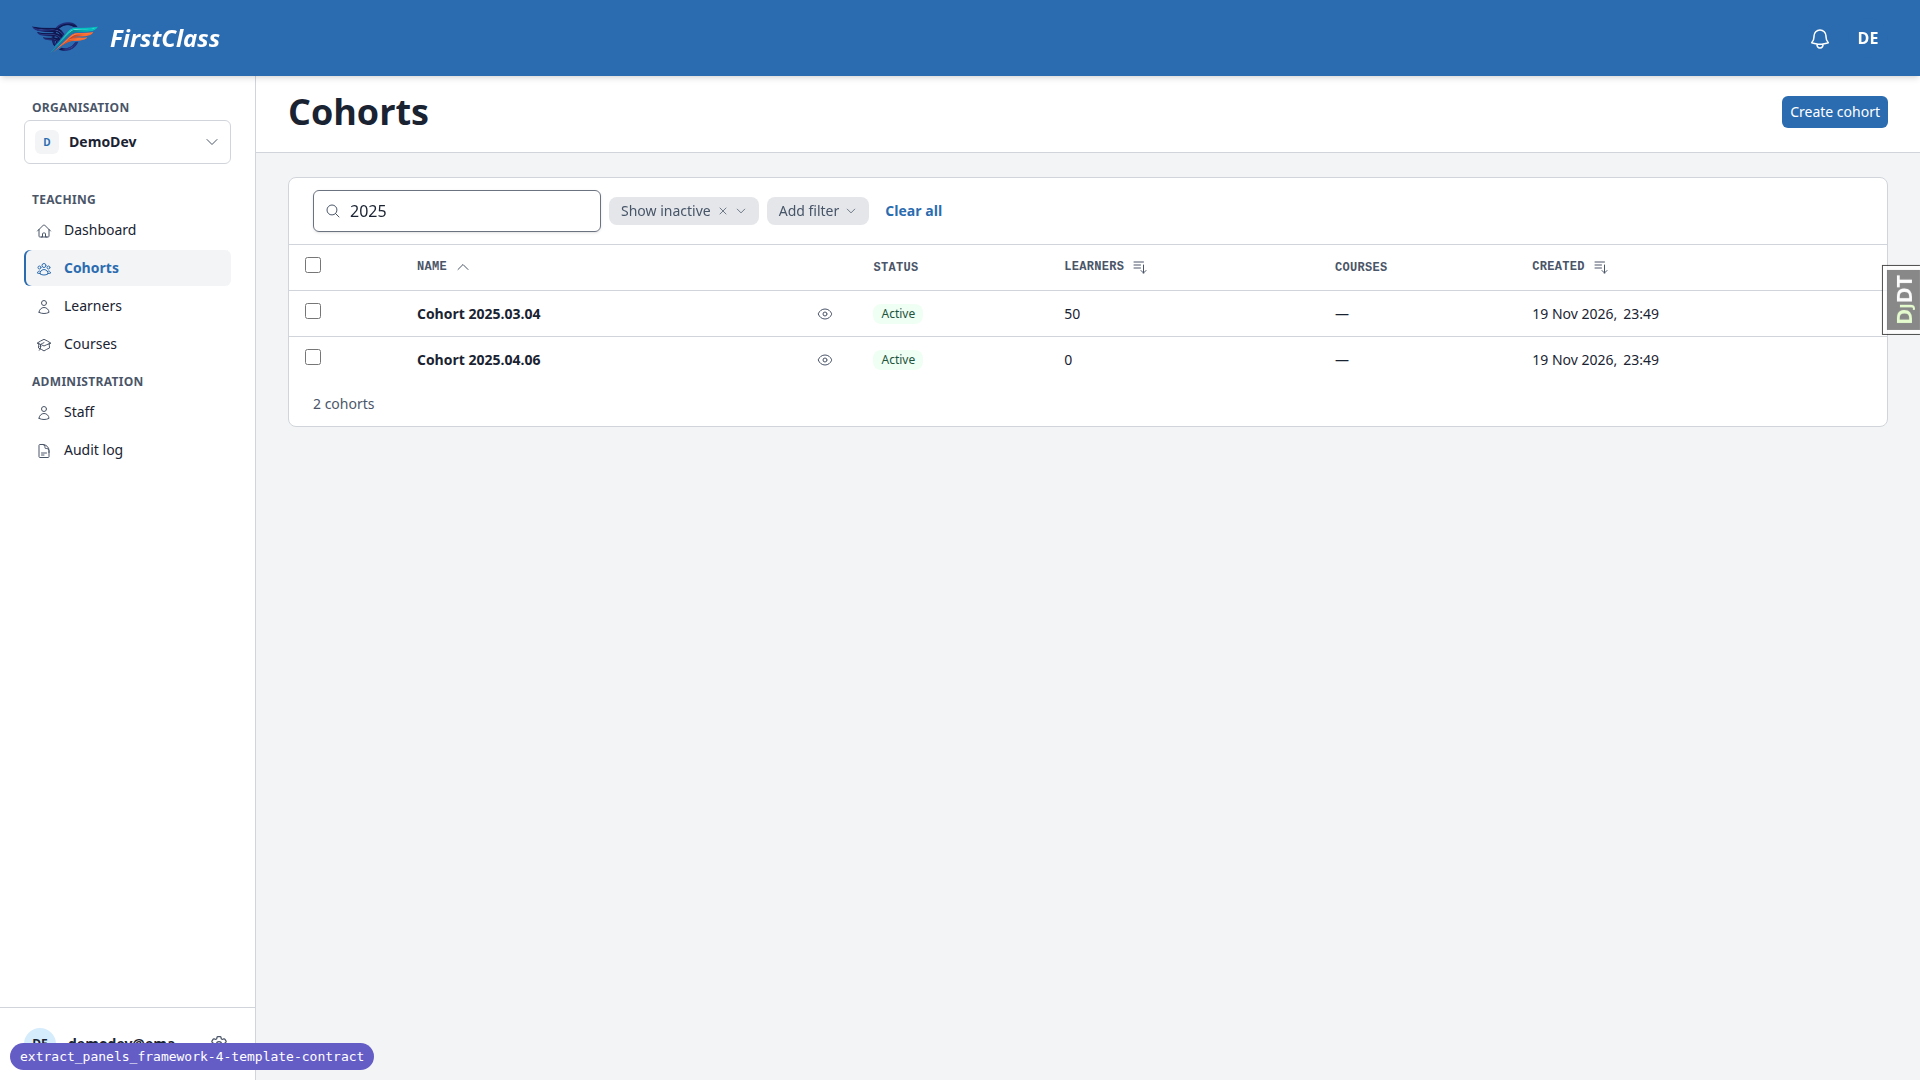 FirstClass
DE
ORGANISATION
D DemoDev
TEACHING
Dashboard
Cohorts
Learners
Courses
ADMINISTRATION
Staff
Audit log
Cohorts
Create cohort
2025
Show inactive
Add filter
Clear all
NAME STATUS LEARNERS COURSES CREATED
Cohort 2025.03.04 Active 50 — 19 Nov 2026, 23:49
Cohort 2025.04.06 Active 0 — 19 Nov 2026, 23:49
2 cohorts
DjDT
DE demodev@ema
extract_panels_framework-4-template-contract